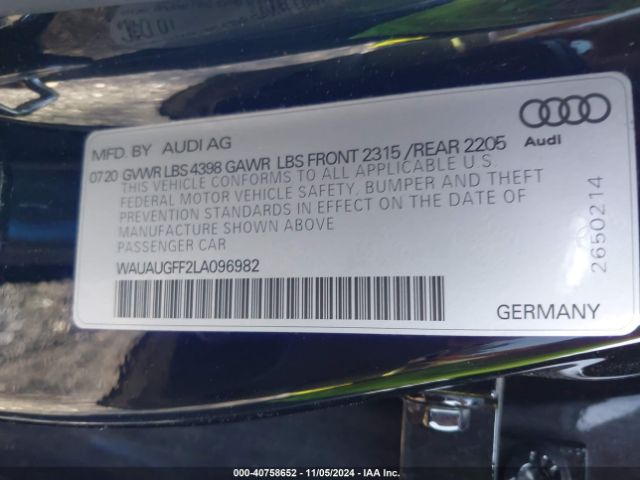 MFD. BY AUDI AG
0720 GVWR LBS 4398 GAWR LBS FRONT 2315 /REAR 2205
THIS VEHICLE CONFORMS TO ALL APPLICABLE U.S.
FEDERAL MOTOR VEHICLE SAFETY, BUMPER AND THEFT
PREVENTION STANDARDS IN EFFECT ON THE DATE OF
MANUFACTURE SHOWN ABOVE
PASSENGER CAR
WAUAUGFF2LA096982
Audi
2650214
GERMANY
000-40758652 — 11/05/2024 — IAA Inc.